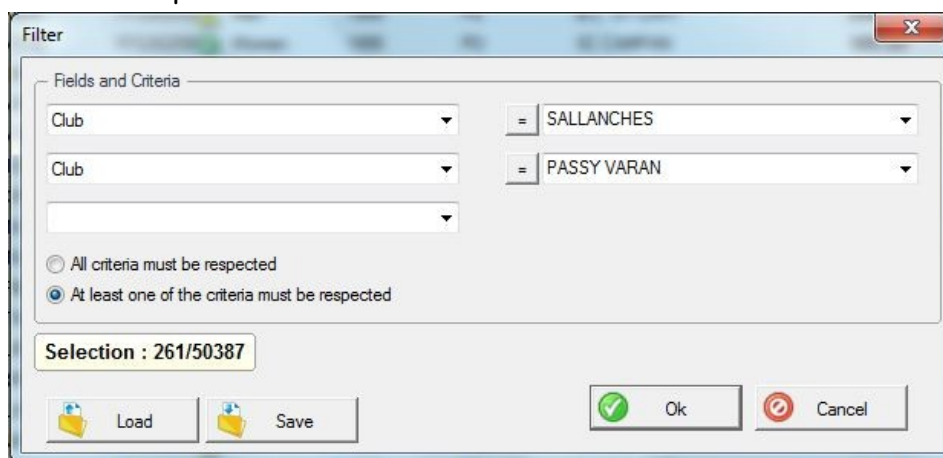 Filter
Fields and Criteria
Club = SALLANCHES
Club = PASSY VARAN
All criteria must be respected
At least one of the criteria must be respected
Selection : 261/50387
Load Save Ok Cancel